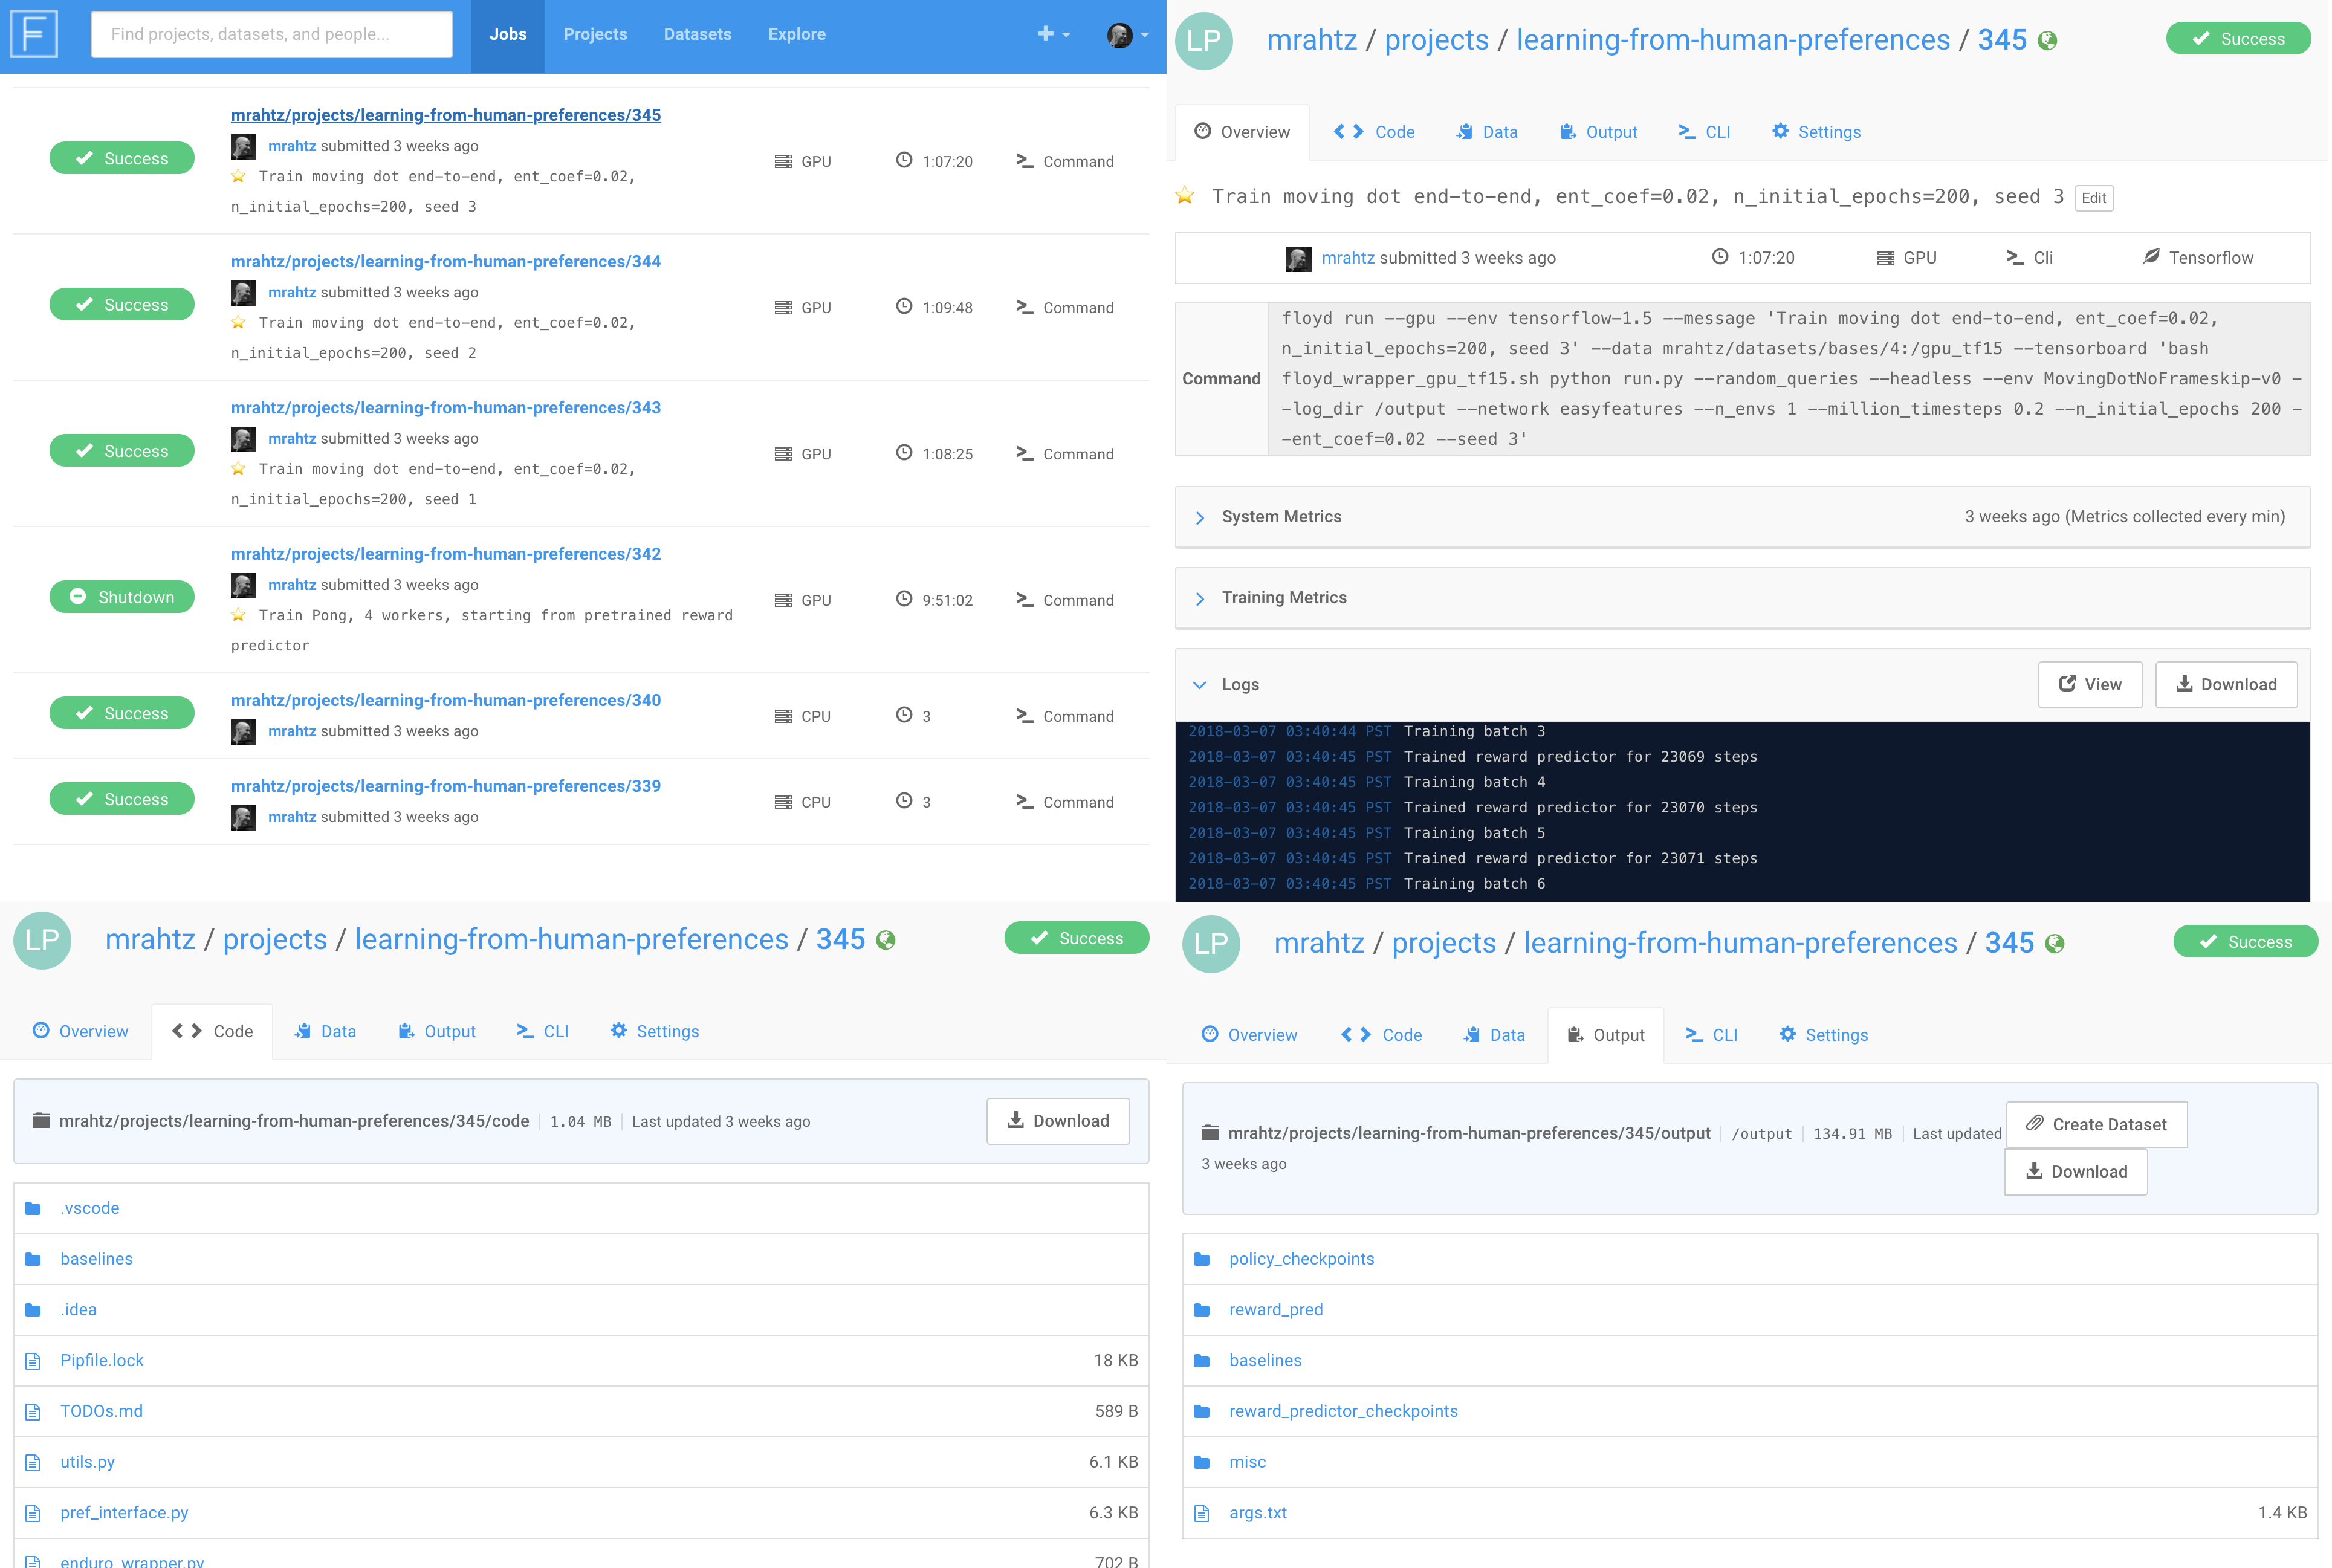 F
Find projects, datasets, and people...
Jobs
Projects
Datasets
Explore
mrahtz/projects/learning-from-human-preferences/345
Success
mrahtz submitted 3 weeks ago
GPU
1:07:20
Command
Train moving dot end-to-end, ent_coef=0.02,
n_initial_epochs=200, seed 3
mrahtz/projects/learning-from-human-preferences/344
Success
mrahtz submitted 3 weeks ago
GPU
1:09:48
Command
Train moving dot end-to-end, ent_coef=0.02,
n_initial_epochs=200, seed 2
mrahtz/projects/learning-from-human-preferences/343
Success
mrahtz submitted 3 weeks ago
GPU
1:08:25
Command
Train moving dot end-to-end, ent_coef=0.02,
n_initial_epochs=200, seed 1
mrahtz/projects/learning-from-human-preferences/342
Shutdown
mrahtz submitted 3 weeks ago
GPU
9:51:02
Command
Train Pong, 4 workers, starting from pretrained reward
predictor
mrahtz/projects/learning-from-human-preferences/340
Success
mrahtz submitted 3 weeks ago
CPU
3
Command
mrahtz/projects/learning-from-human-preferences/339
Success
mrahtz submitted 3 weeks ago
CPU
3
Command
LP
mrahtz / projects / learning-from-human-preferences / 345
Success
Overview
Code
Data
Output
CLI
Settings
Train moving dot end-to-end, ent_coef=0.02, n_initial_epochs=200, seed 3
Edit
mrahtz submitted 3 weeks ago
1:07:20
GPU
Cli
Tensorflow
Command
floyd run --gpu --env tensorflow-1.5 --message 'Train moving dot end-to-end, ent_coef=0.02,
n_initial_epochs=200, seed 3' --data mrahtz/datasets/bases/4:/gpu_tf15 --tensorboard 'bash
floyd_wrapper_gpu_tf15.sh python run.py --random_queries --headless --env MovingDotNoFrameskip-v0 -
-log_dir /output --network easyfeatures --n_envs 1 --million_timesteps 0.2 --n_initial_epochs 200 -
-ent_coef=0.02 --seed 3'
System Metrics
3 weeks ago (Metrics collected every min)
Training Metrics
Logs
View
Download
2018-03-07 03:40:44 PST Training batch 3
2018-03-07 03:40:45 PST Trained reward predictor for 23069 steps
2018-03-07 03:40:45 PST Training batch 4
2018-03-07 03:40:45 PST Trained reward predictor for 23070 steps
2018-03-07 03:40:45 PST Training batch 5
2018-03-07 03:40:45 PST Trained reward predictor for 23071 steps
2018-03-07 03:40:45 PST Training batch 6
LP
mrahtz / projects / learning-from-human-preferences / 345
Success
Overview
Code
Data
Output
CLI
Settings
mrahtz/projects/learning-from-human-preferences/345/code
1.04 MB
Last updated 3 weeks ago
Download
.vscode
baselines
.idea
Pipfile.lock
18 KB
TODOs.md
589 B
utils.py
6.1 KB
pref_interface.py
6.3 KB
enduro_wrapper.py
702 B
LP
mrahtz / projects / learning-from-human-preferences / 345
Success
Overview
Code
Data
Output
CLI
Settings
mrahtz/projects/learning-from-human-preferences/345/output
/output
134.91 MB
Last updated
3 weeks ago
Create Dataset
Download
policy_checkpoints
reward_pred
baselines
reward_predictor_checkpoints
misc
args.txt
1.4 KB